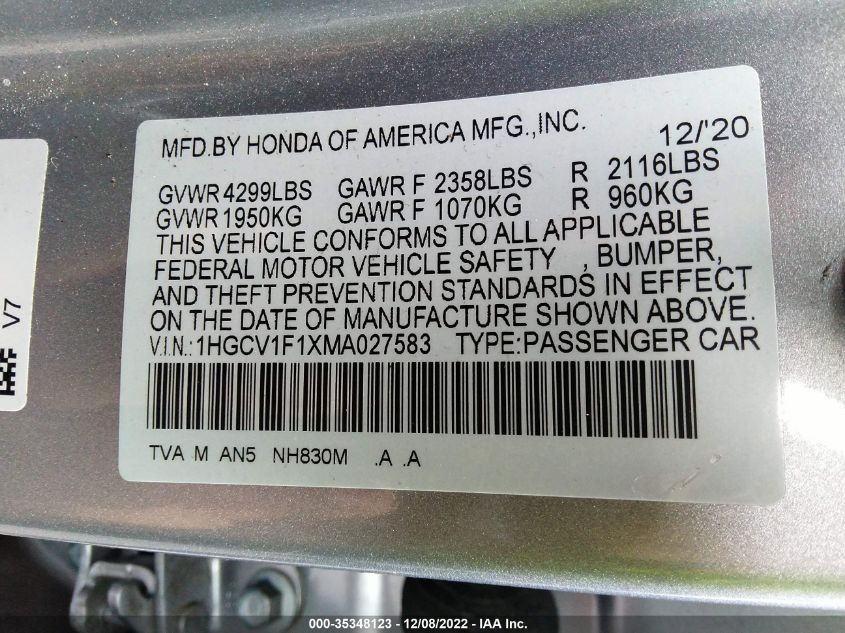 MFD.BY HONDA OF AMERICA MFG.,INC. 12/'20
GVWR 4299LBS GAWR F 2358LBS R 2116LBS
GVWR 1950KG GAWR F 1070KG R 960KG
THIS VEHICLE CONFORMS TO ALL APPLICABLE
FEDERAL MOTOR VEHICLE SAFETY , BUMPER,
AND THEFT PREVENTION STANDARDS IN EFFECT
ON THE DATE OF MANUFACTURE SHOWN ABOVE.
V.I.N.: 1HGCV1F1XMA027583 TYPE:PASSENGER CAR
TVA M AN5 NH830M .A .A
V7
000-35348123 - 12/08/2022 - IAA Inc.